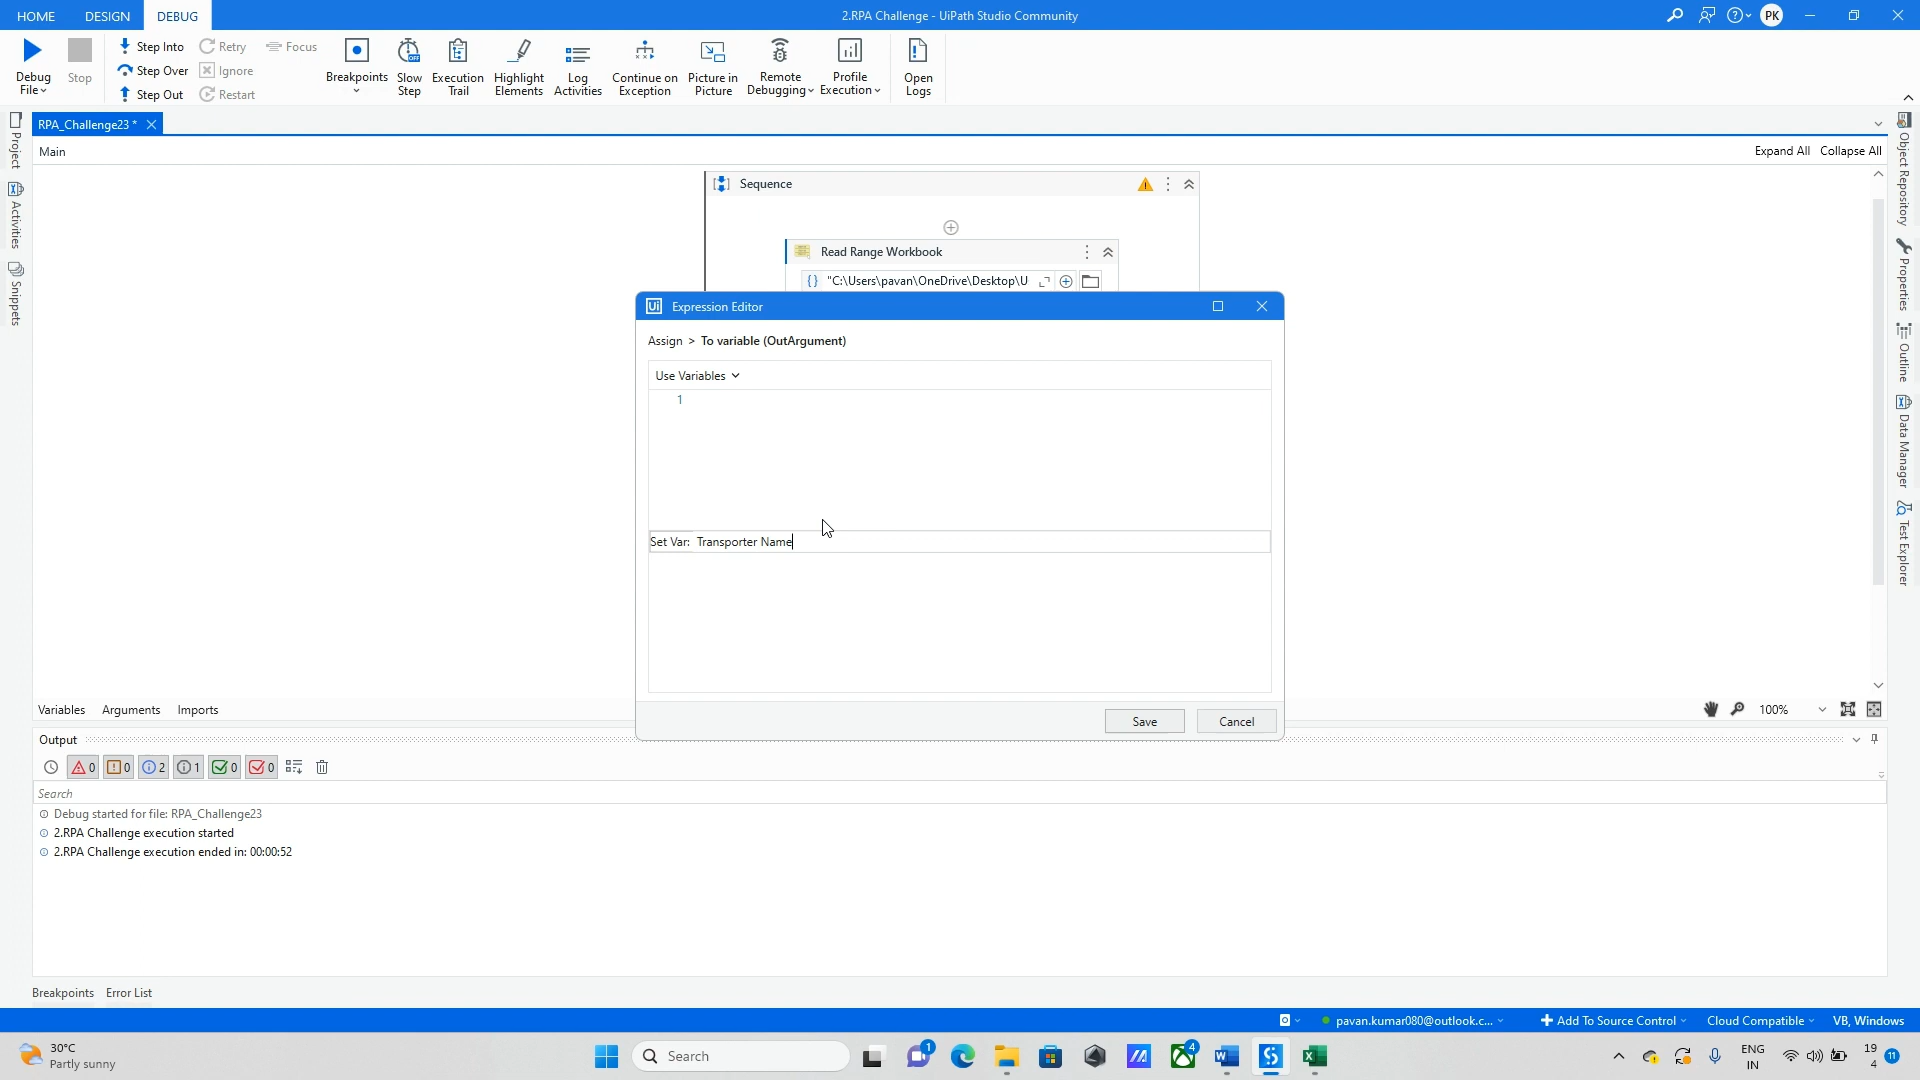 HOME DESIGN DEBUG 2.RPA Challenge - UiPath Studio Community PK
Debug File
Stop
Step Into
Step Over
Step Out
Retry
Ignore
Restart
Focus
Breakpoints
Slow Step
Execution Trail
Highlight Elements
Log Activities
Continue on Exception
Picture in Picture
Remote Debugging
Profile Execution
Open Logs
RPA_Challenge23 *
Main Expand All Collapse All
Project
Activities
Snippets
Object Repository
Properties
Outline
Data Manager
Test Explorer
Sequence
Read Range Workbook
"C:\Users\pavan\OneDrive\Desktop\U
Ui Expression Editor
Assign > To variable (OutArgument)
Use Variables
1
Set Var: Transporter Name
Save Cancel
Variables Arguments Imports 100%
Output
0 0 2 1 0 0
Search
Debug started for file: RPA_Challenge23
2.RPA Challenge execution started
2.RPA Challenge execution ended in: 00:00:52
Breakpoints Error List
pavan.kumar080@outlook.c... Add To Source Control Cloud Compatible VB, Windows
30°C
Partly sunny
Search
1
4
ENG
IN
19
4
11